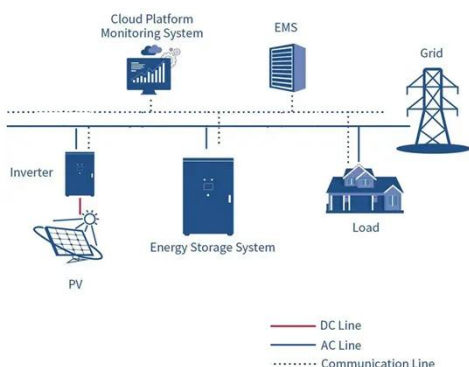 Cloud Platform
Monitoring System
EMS
Grid
Inverter
Energy Storage System
Load
PV
DC Line
AC Line
Communication Line